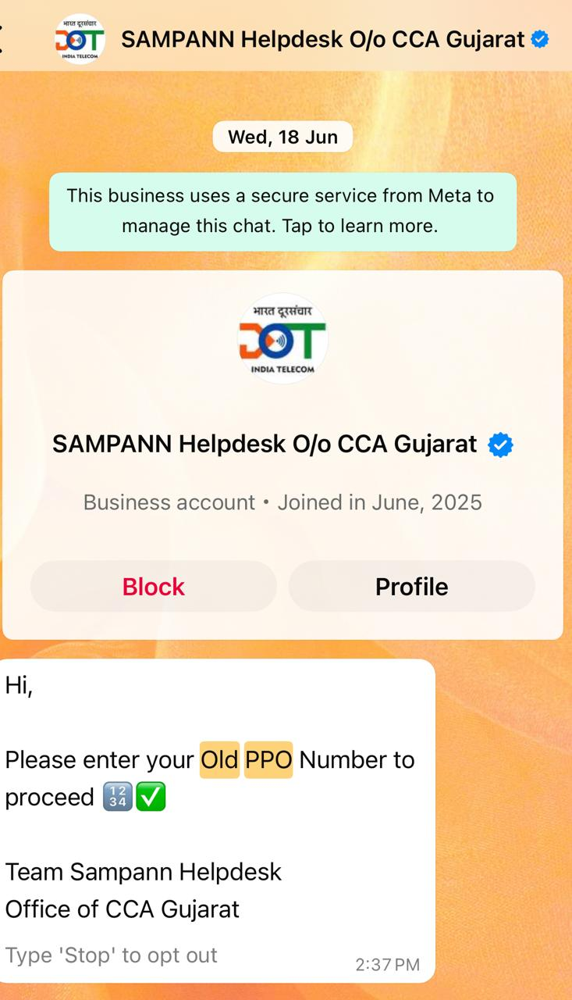 भारत दूरसंचार
DOT
INDIA TELECOM
SAMPANN Helpdesk O/o CCA Gujarat
Wed, 18 Jun
This business uses a secure service from Meta to
manage this chat. Tap to learn more.
भारत दूरसंचार
DOT
INDIA TELECOM
SAMPANN Helpdesk O/o CCA Gujarat
Business account • Joined in June, 2025
Block Profile
Hi,
Please enter your Old PPO Number to
proceed 🔢✅
Team Sampann Helpdesk
Office of CCA Gujarat
Type 'Stop' to opt out
2:37 PM